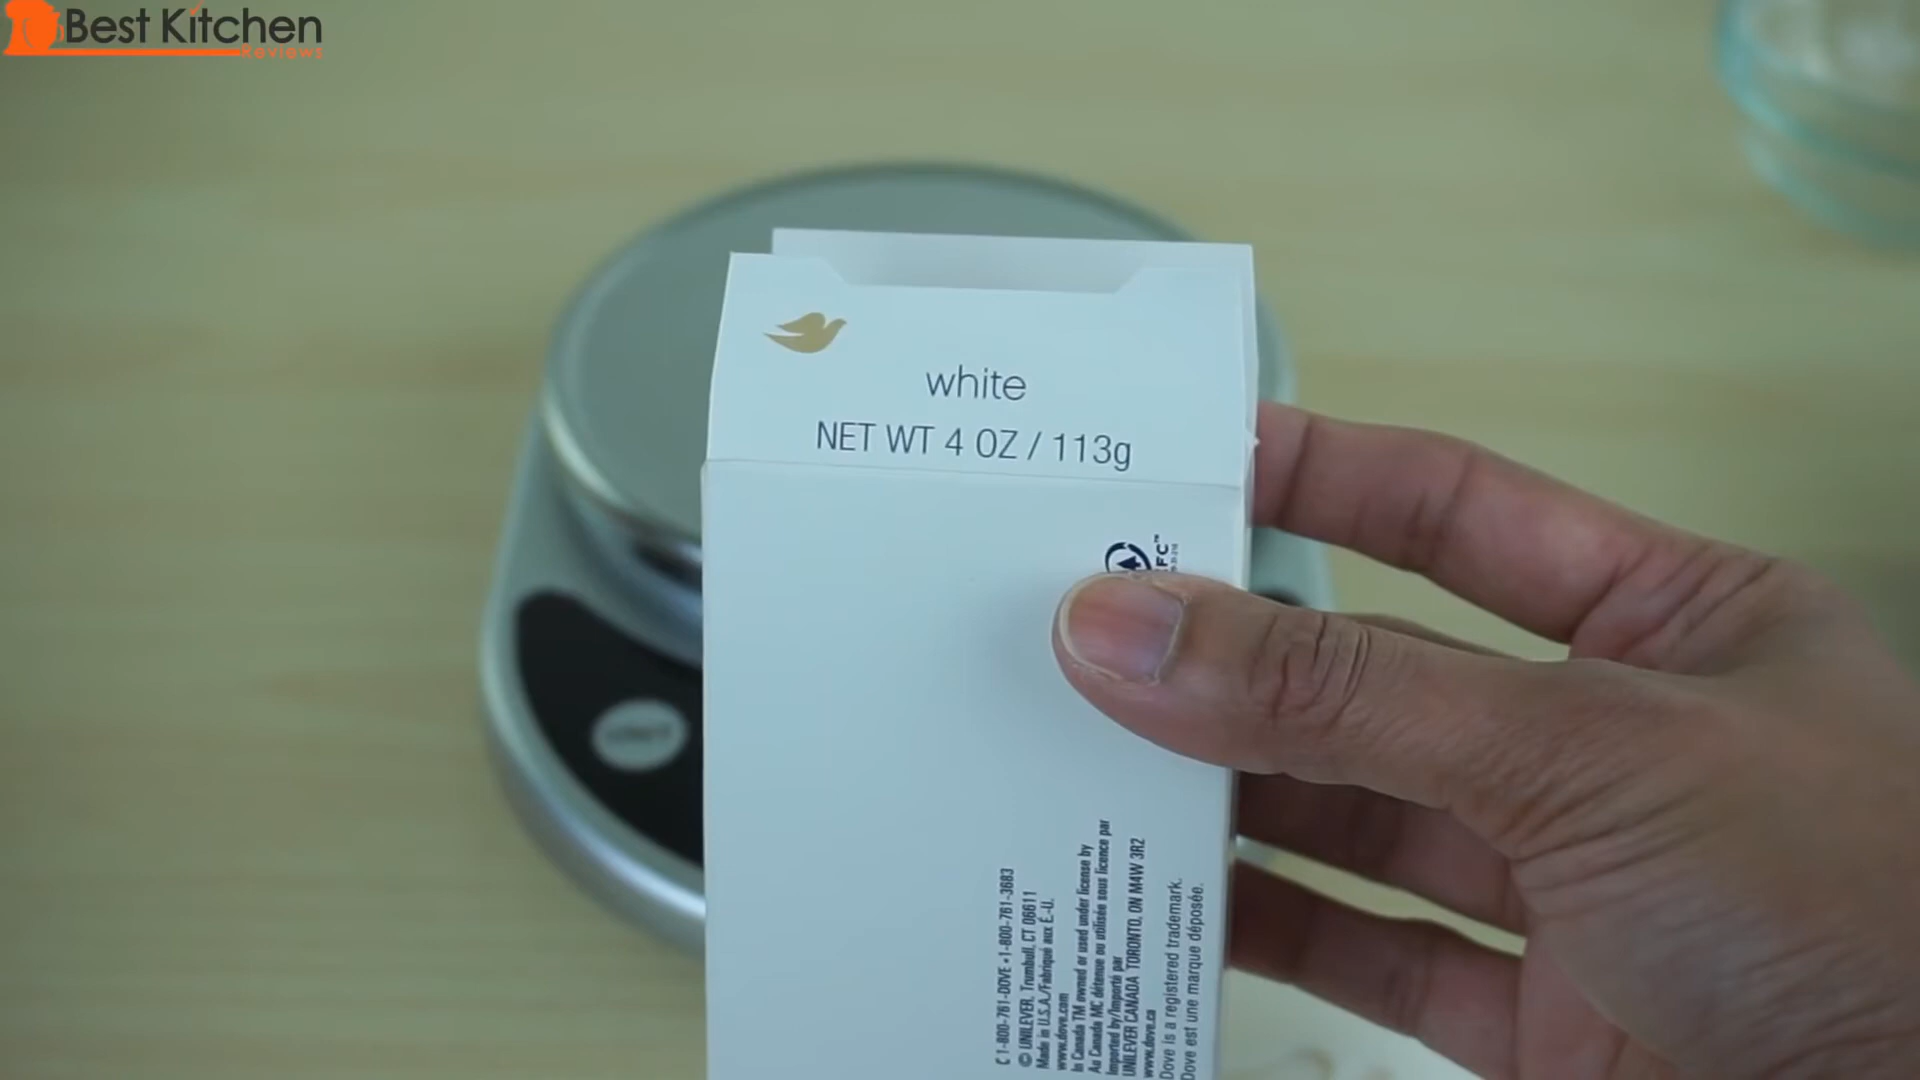 Best Kitchen
Reviews
white
NET WT 4 OZ / 113g
FC™
C 1-800-761-DOVE • 1-800-761-3683
© UNILEVER, Trumbull, CT 06611
Made in U.S.A./Fabriqué aux É.-U.
www.dove.com
In Canada TM owned or used under license by
Au Canada MC détenue ou utilisée sous licence par
Imported by/Importé par
UNILEVER CANADA TORONTO, ON M4W 3R2
www.dove.ca
Dove is a registered trademark.
Dove est une marque déposée.